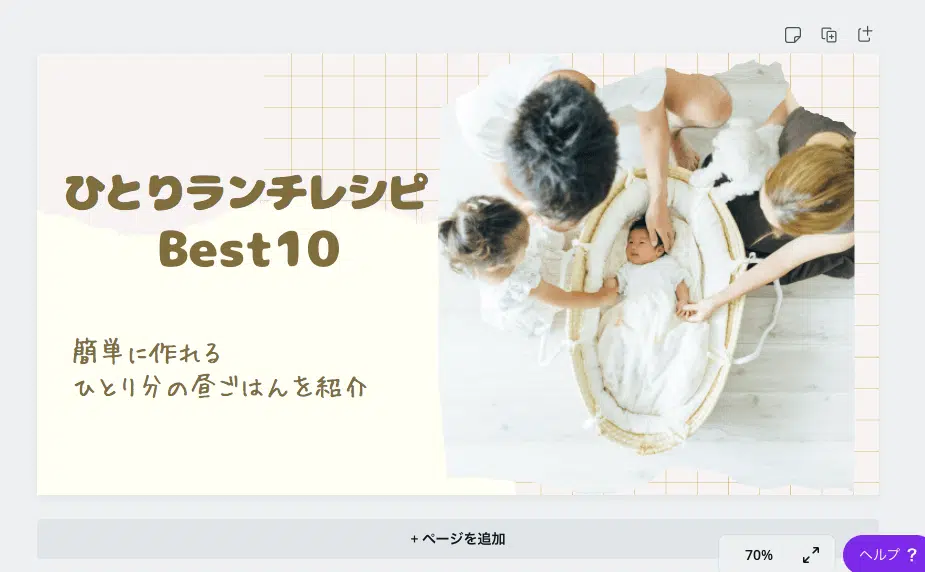 ひとりランチレシピ
Best10
簡単に作れる
ひとり分の昼ごはんを紹介
+ ページを追加
70%
ヘルプ ?